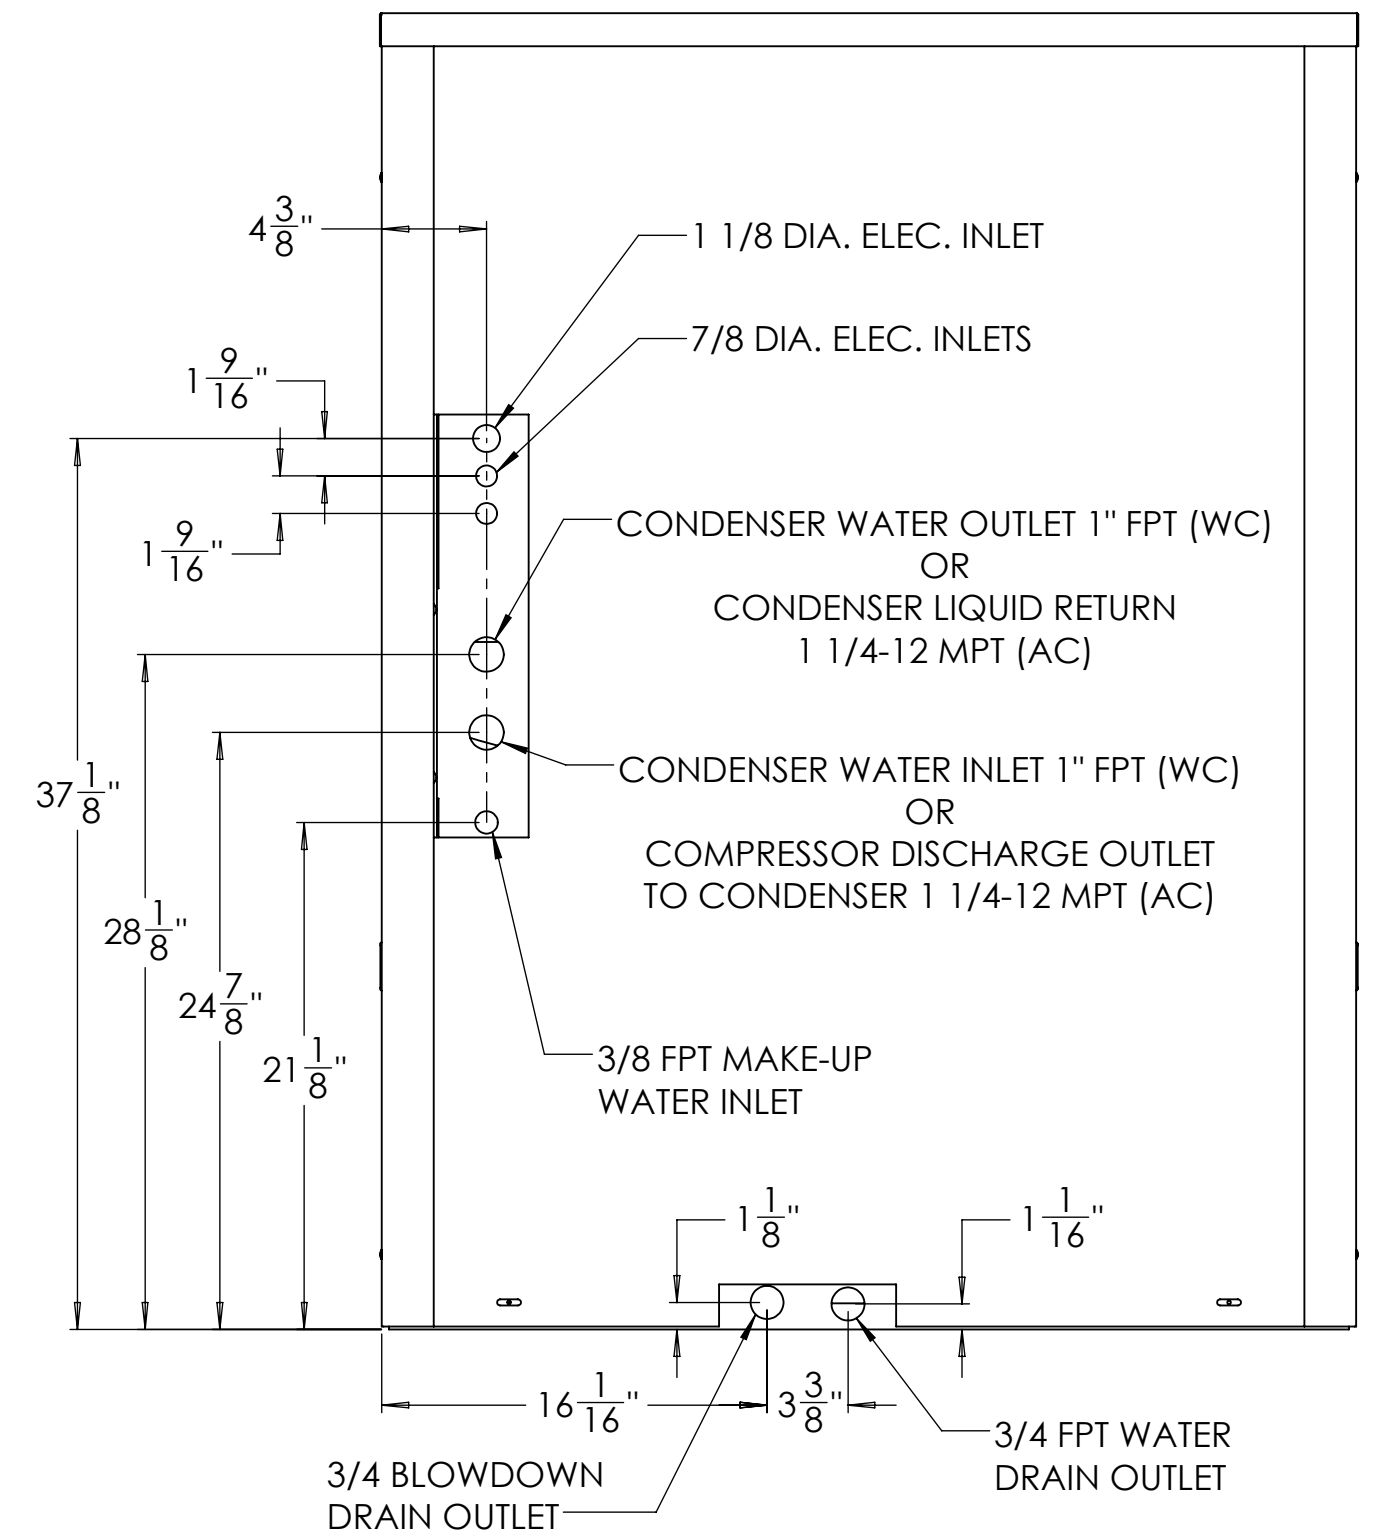 4 3/8"
1 1/8 DIA. ELEC. INLET
7/8 DIA. ELEC. INLETS
1 9/16"
1 9/16"
CONDENSER WATER OUTLET 1" FPT (WC)
OR
CONDENSER LIQUID RETURN
1 1/4-12 MPT (AC)
37 1/8"
CONDENSER WATER INLET 1" FPT (WC)
OR
COMPRESSOR DISCHARGE OUTLET
TO CONDENSER 1 1/4-12 MPT (AC)
28 1/8"
24 7/8"
21 1/8"
3/8 FPT MAKE-UP
WATER INLET
1 1/8"
1 1/16"
16 1/16"
3 3/8"
3/4 FPT WATER
DRAIN OUTLET
3/4 BLOWDOWN
DRAIN OUTLET